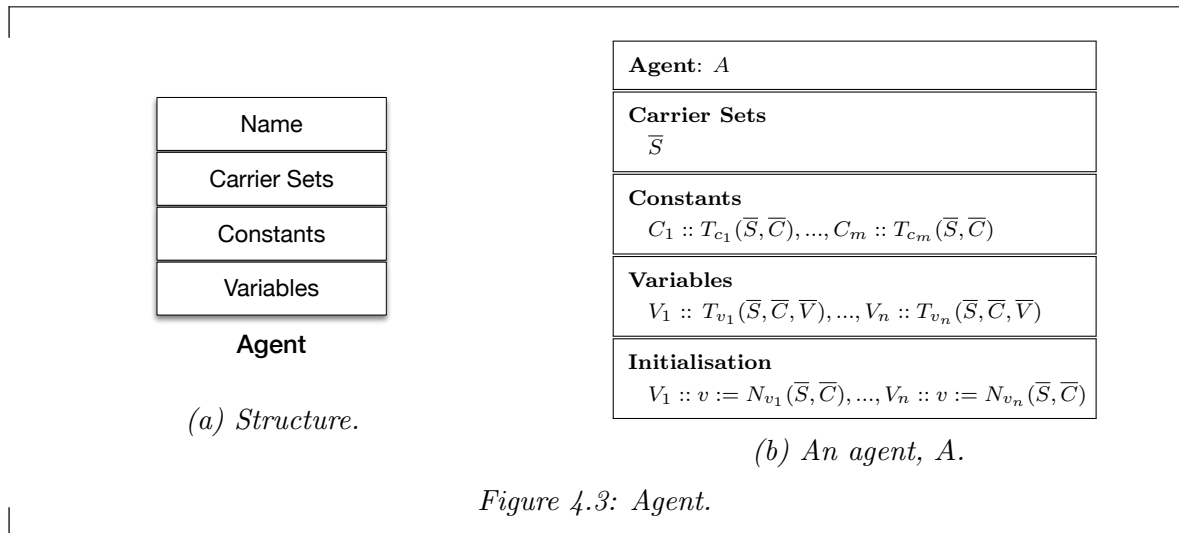 Name
Carrier Sets
Constants
Variables
Agent
(a) Structure.
Agent: A
Carrier Sets
S̅
Constants
C₁ :: T_{c₁}(S̅, C̅), ..., C_m :: T_{c_m}(S̅, C̅)
Variables
V₁ :: T_{v₁}(S̅, C̅, V̅), ..., V_n :: T_{v_n}(S̅, C̅, V̅)
Initialisation
V₁ :: v := N_{v₁}(S̅, C̅), ..., V_n :: v := N_{v_n}(S̅, C̅)
(b) An agent, A.
Figure 4.3: Agent.